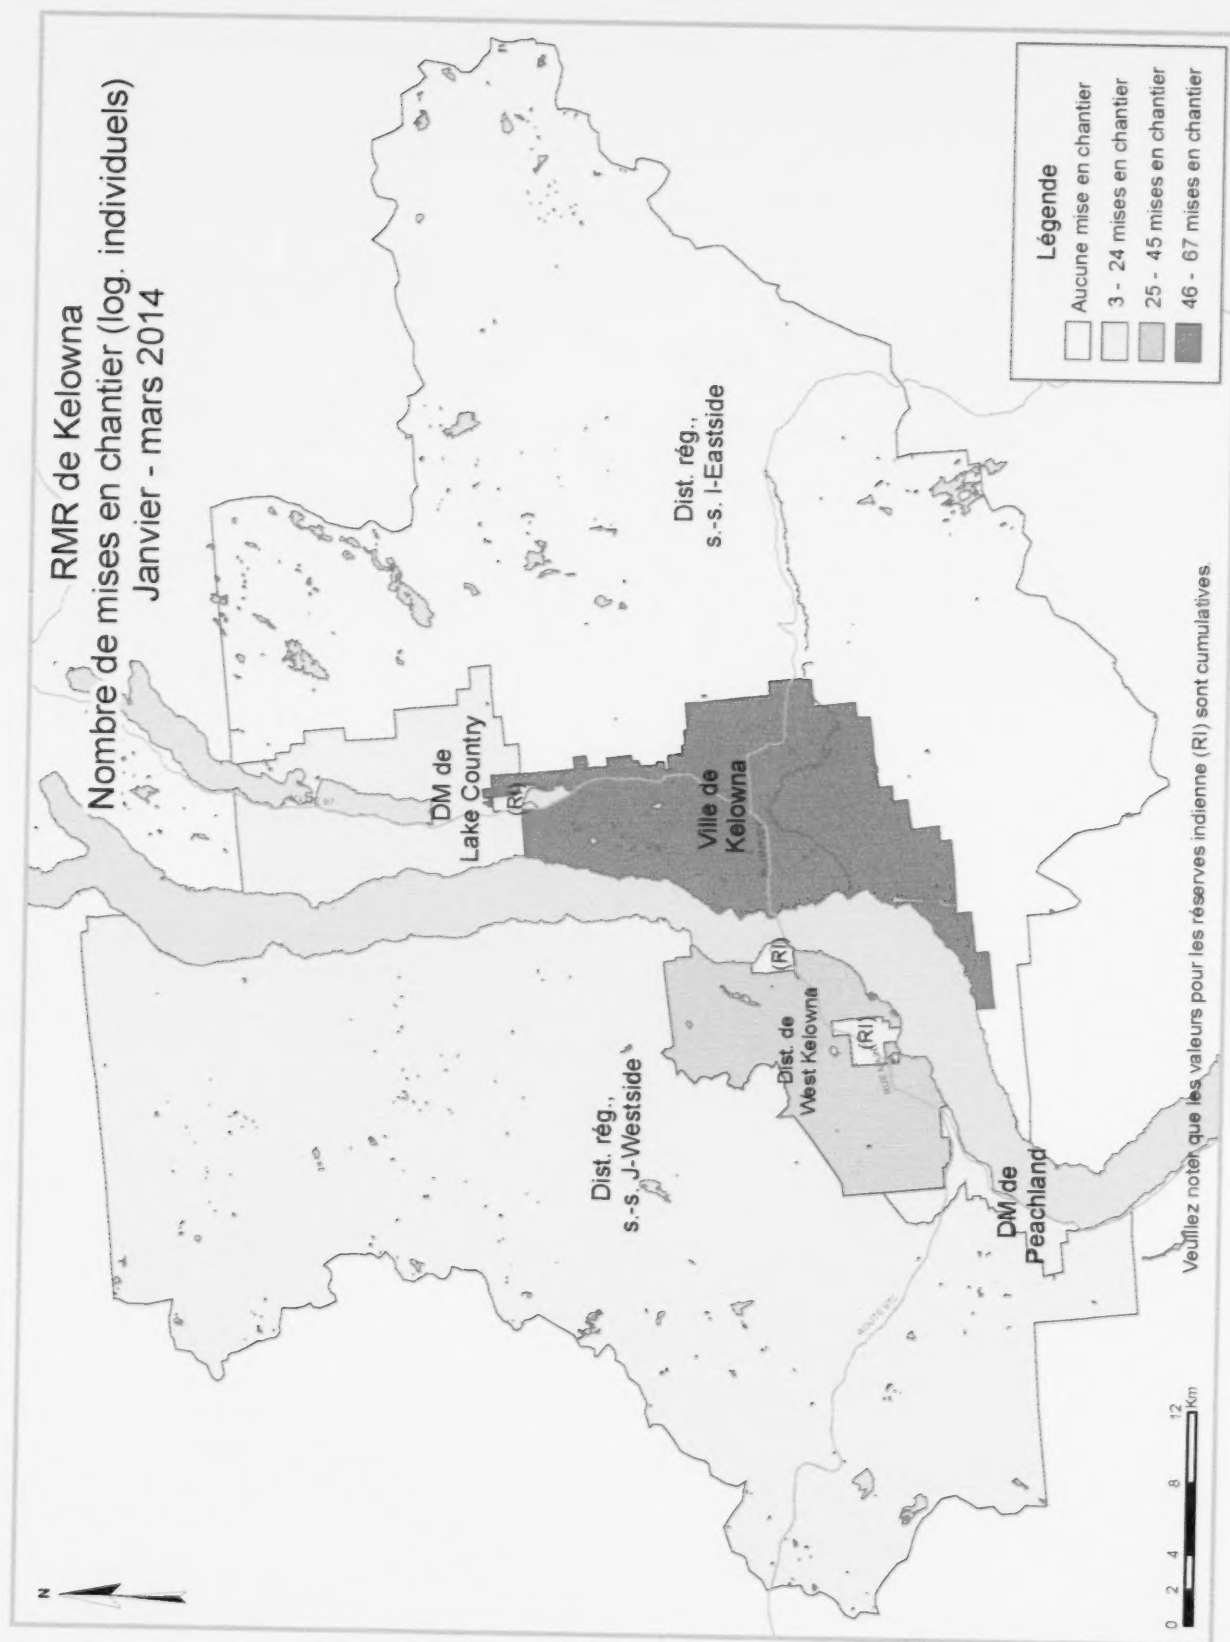 RMR de Kelowna
Nombre de mises en chantier (log. individuels)
Janvier - mars 2014
N
DM de
Lake Country
(RI)
Ville de
Kelowna
Dist. rég.,
s.-s. I-Eastside
Dist. rég.,
s.-s. J-Westside
(RI)
Dist. de
West Kelowna
(RI)
DM de
Peachland
Légende
Aucune mise en chantier
3 - 24 mises en chantier
25 - 45 mises en chantier
46 - 67 mises en chantier
0 2 4 8 12
Km
Veuillez noter que les valeurs pour les réserves indienne (RI) sont cumulatives.